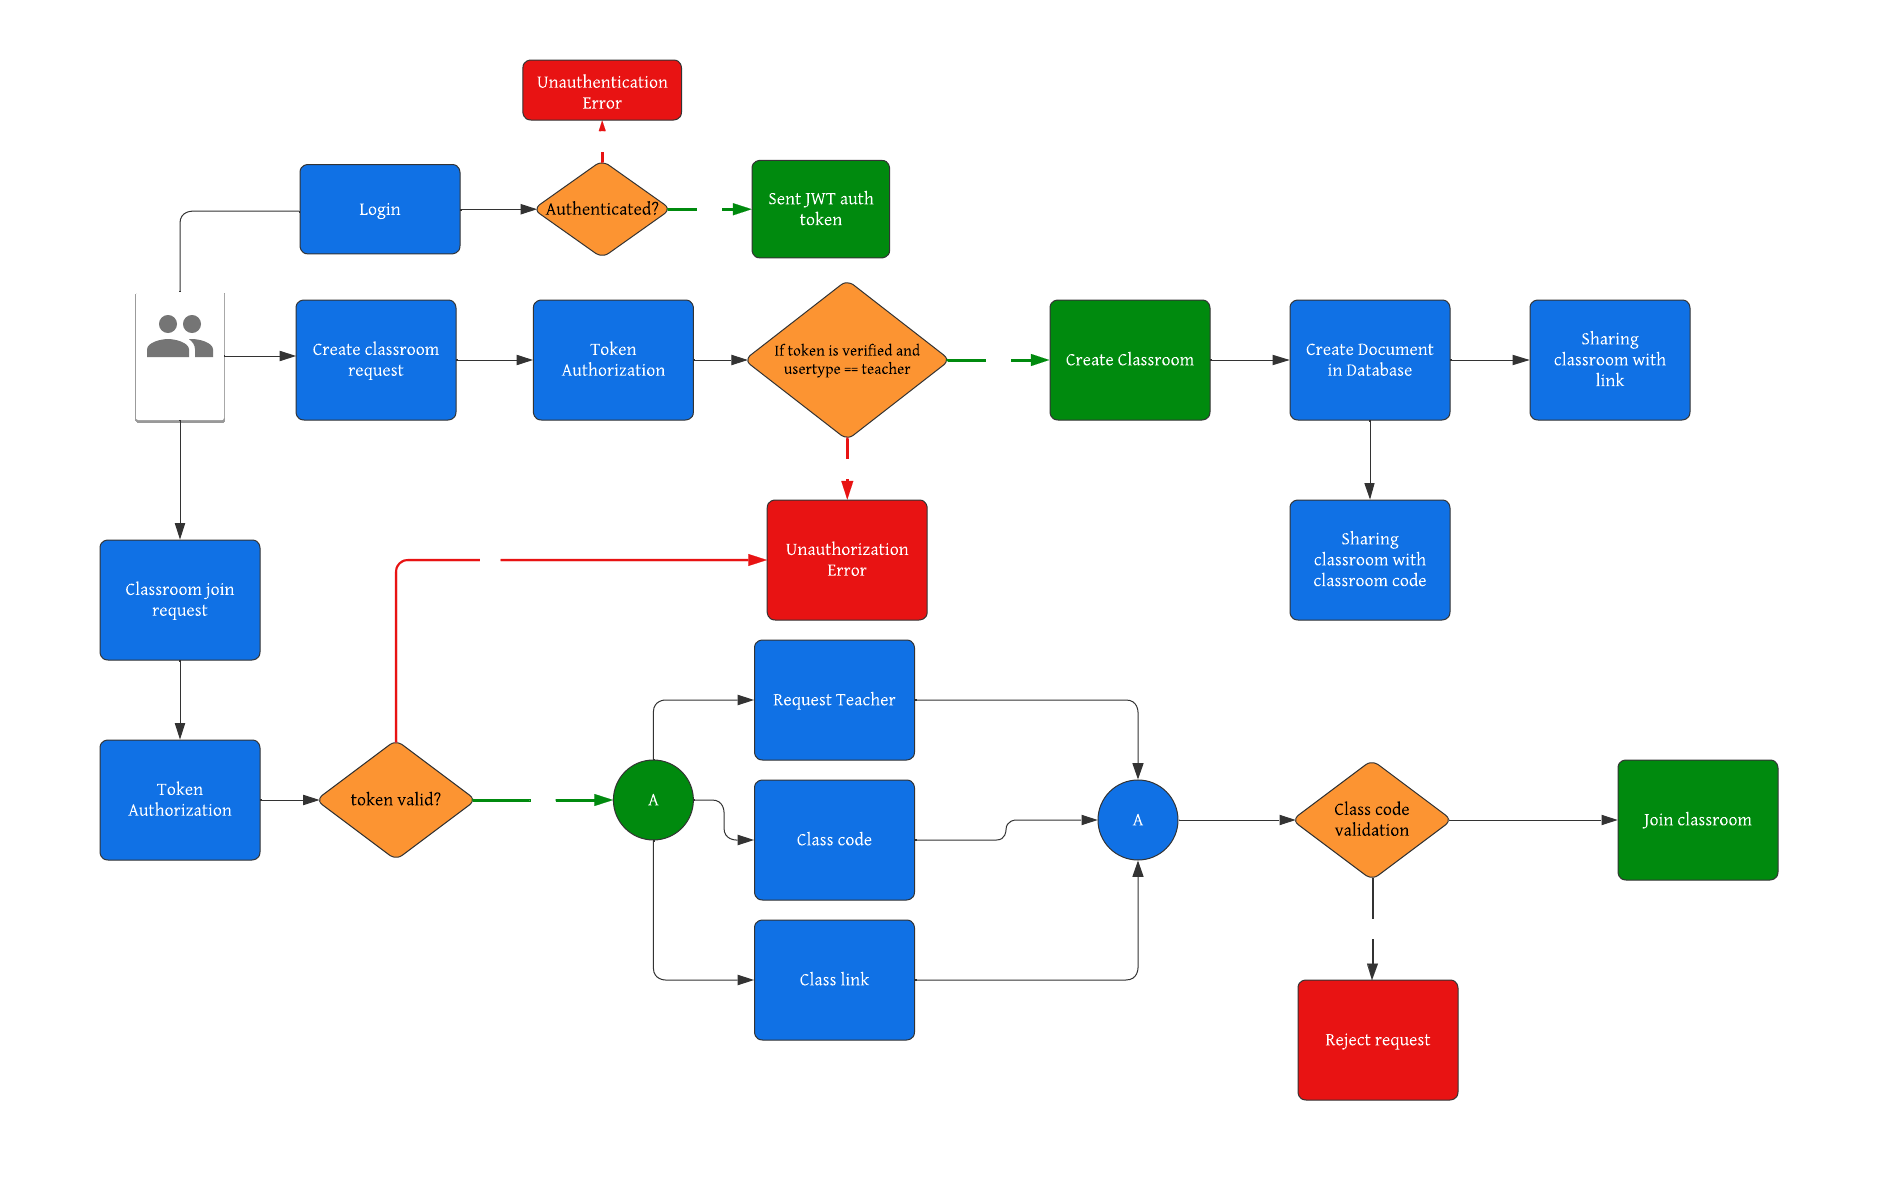 Unauthentication
Error
Login
Authenticated?
Sent JWT auth
token
Create classroom
request
Token
Authorization
If token is verified and
usertype == teacher
Create Classroom
Create Document
in Database
Sharing
classroom with
link
Unauthorization
Error
Sharing
classroom with
classroom code
Classroom join
request
Request Teacher
Token
Authorization
token valid?
A
Class code
A
Class code
validation
Join classroom
Class link
Reject request